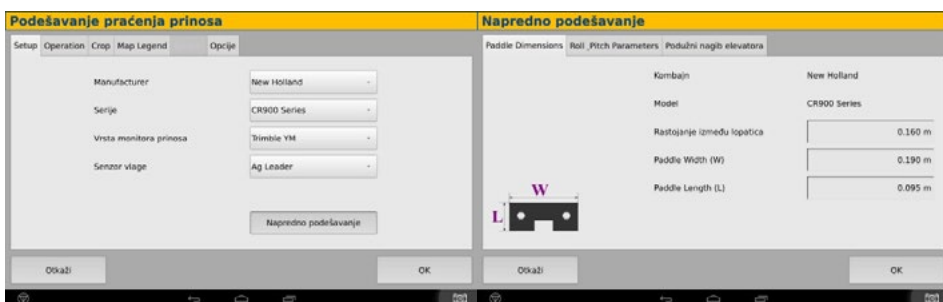 Podešavanje praćenja prinosa
Setup Operation Crop Map Legend Opcije
Manufacturer New Holland
Serije CR900 Series
Vrsta monitora prinosa Trimble YM
Senzor vlage Ag Leader
Napredno podešavanje
Otkaži OK
Napredno podešavanje
Paddle Dimensions Roll_Pitch Parameters Podužni nagib elevatora
Kombajn New Holland
Model CR900 Series
Rastojanje između lopatica 0.160 m
Paddle Width (W) 0.190 m
Paddle Length (L) 0.095 m
W
L
Otkaži OK